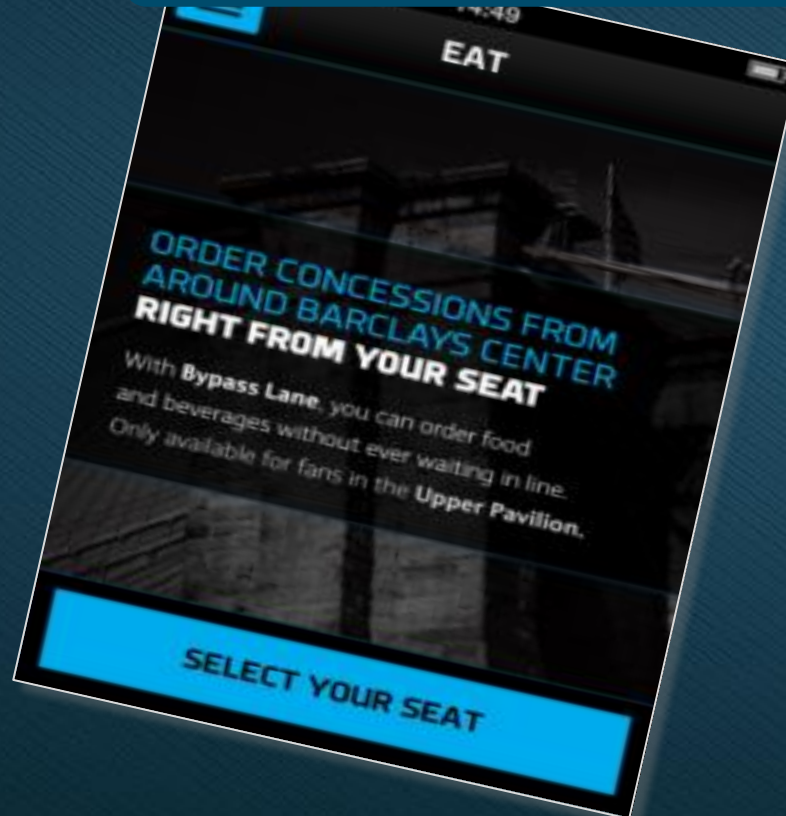 14:49
EAT
ORDER CONCESSIONS FROM
AROUND BARCLAYS CENTER
RIGHT FROM YOUR SEAT
With Bypass Lane, you can order food
and beverages without ever waiting in line.
Only available for fans in the Upper Pavilion.
SELECT YOUR SEAT